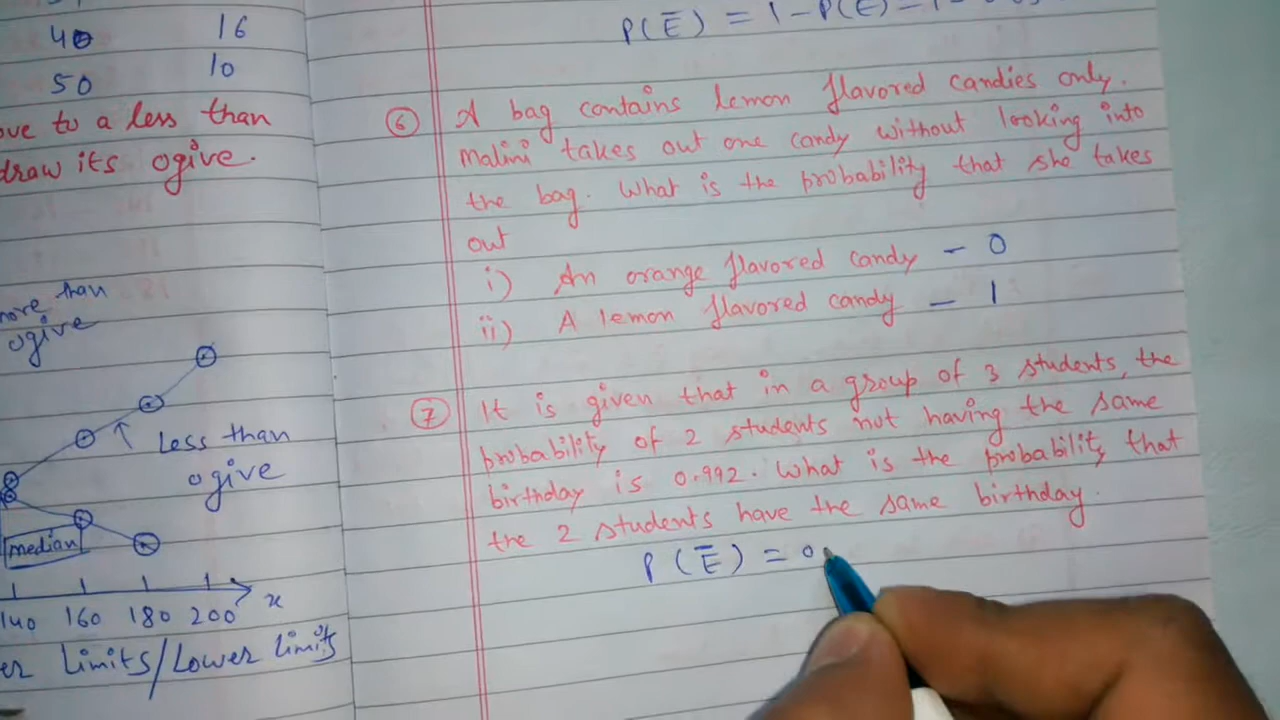 40 16
50 10
ove to a less than
draw its ogive.
more than
ogive
Less than
ogive
median
140 160 180 200 x
er Limits/Lower limits
P(E̅) = 1-P(E)=1-0
⑥ A bag contains lemon flavored candies only.
Malini takes out one candy without looking into
the bag. What is the probability that she takes
out
i) An orange flavored candy - 0
ii) A lemon flavored candy - 1
⑦ It is given that in a group of 3 students, the
probability of 2 students not having the same
birthday is 0.992. What is the probability that
the 2 students have the same birthday.
P(E̅) = 0